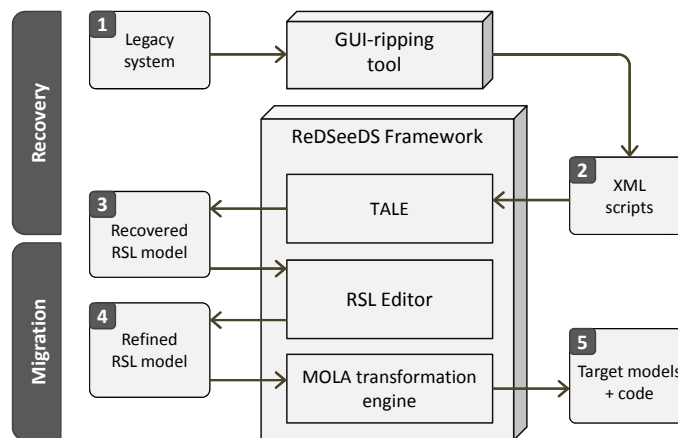 Recovery
Migration
1
Legacy
system
GUI-ripping
tool
ReDSeeDS Framework
2
XML
scripts
TALE
3
Recovered
RSL model
RSL Editor
4
Refined
RSL model
MOLA transformation
engine
5
Target models
+ code